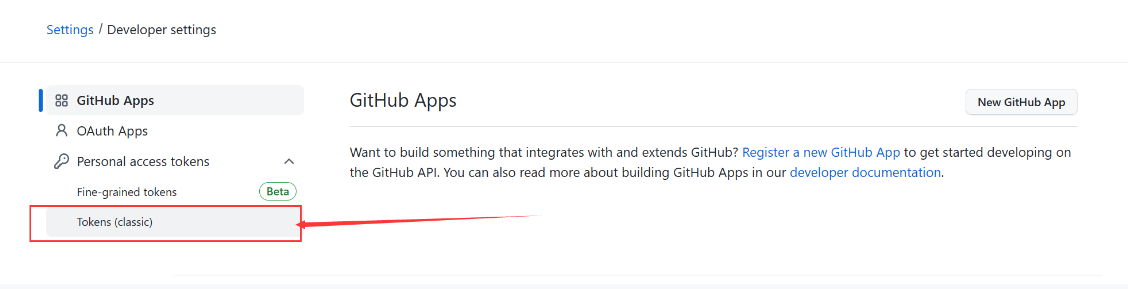 Settings / Developer settings
GitHub Apps
OAuth Apps
Personal access tokens
Fine-grained tokens Beta
Tokens (classic)
GitHub Apps
New GitHub App
Want to build something that integrates with and extends GitHub? Register a new GitHub App to get started developing on
the GitHub API. You can also read more about building GitHub Apps in our developer documentation.